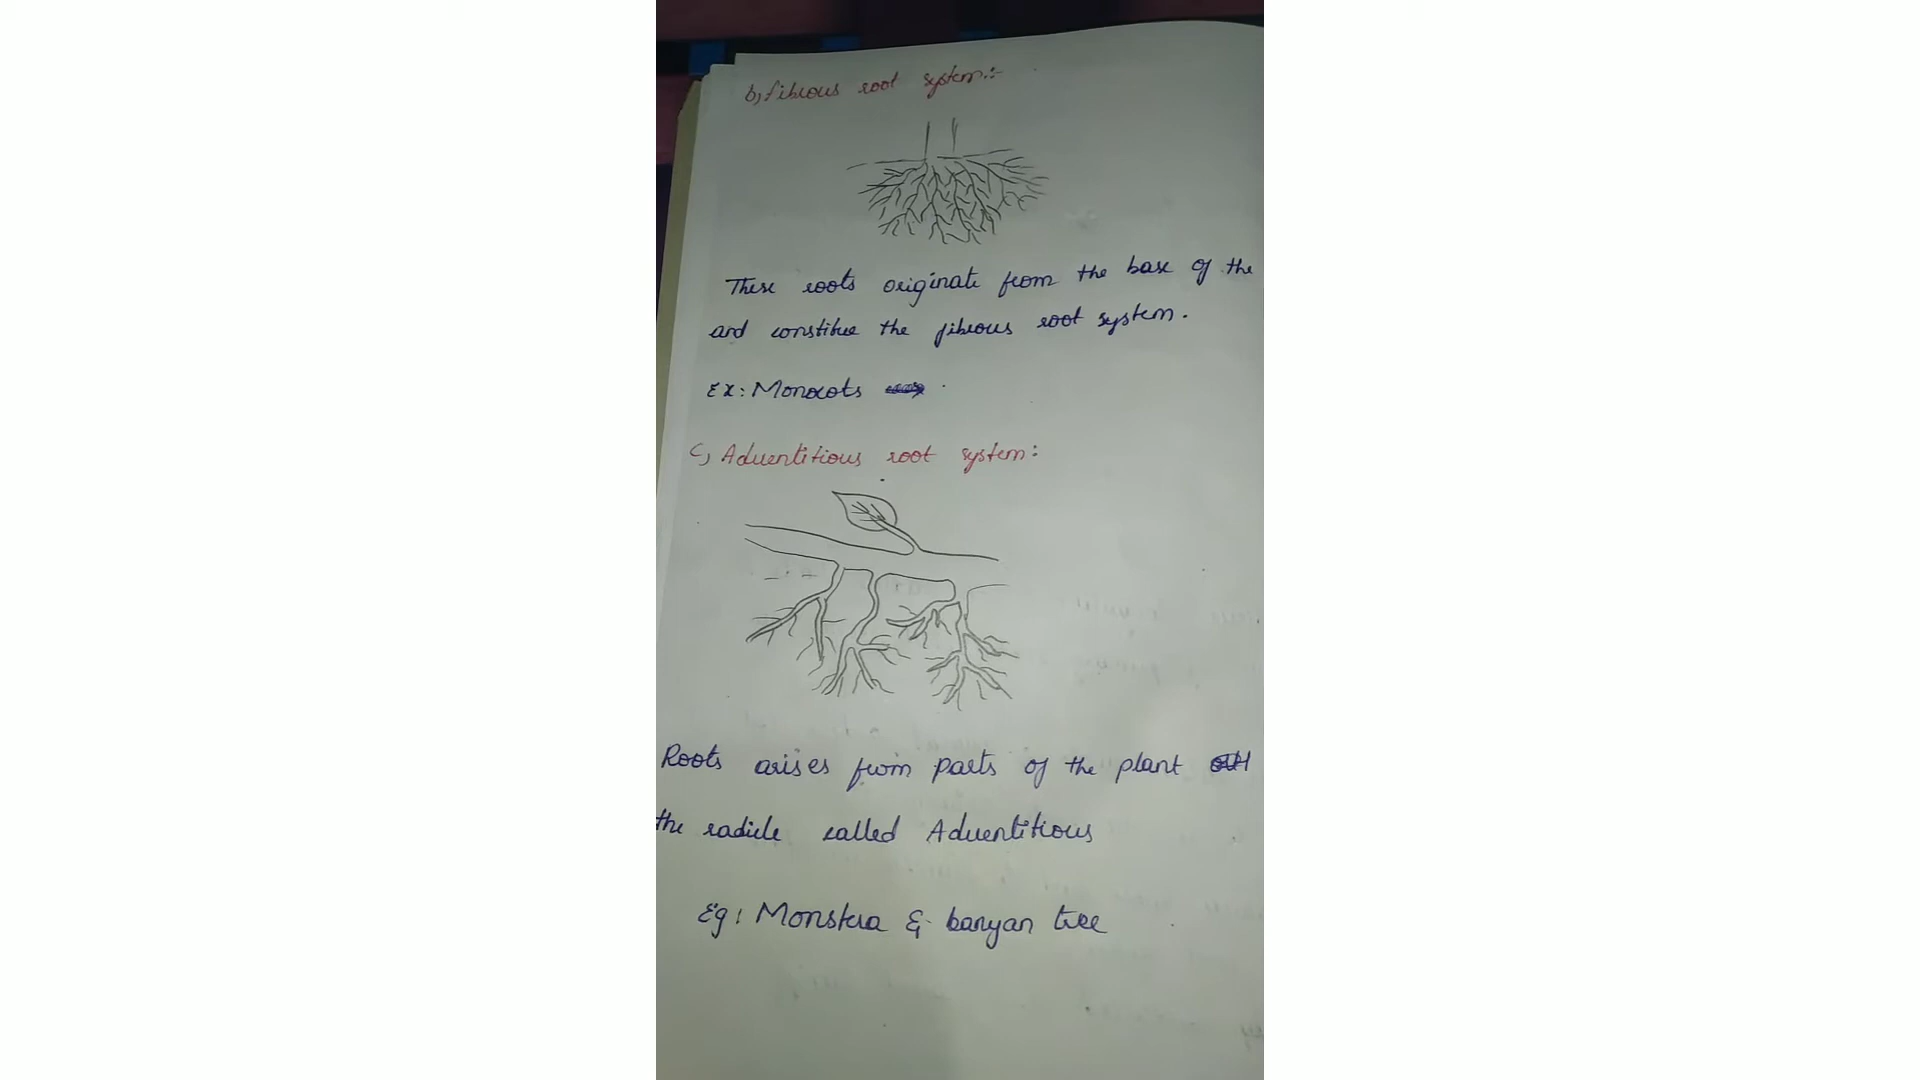 b, fibrous root system:-
These roots originate from the base of the
and constitue the fibrous root system.
Ex: Monocots
c, Adventitious root system:
Roots arises from parts of the plant
the radicle called Adventitious
Eg: Monstera & banyan tree